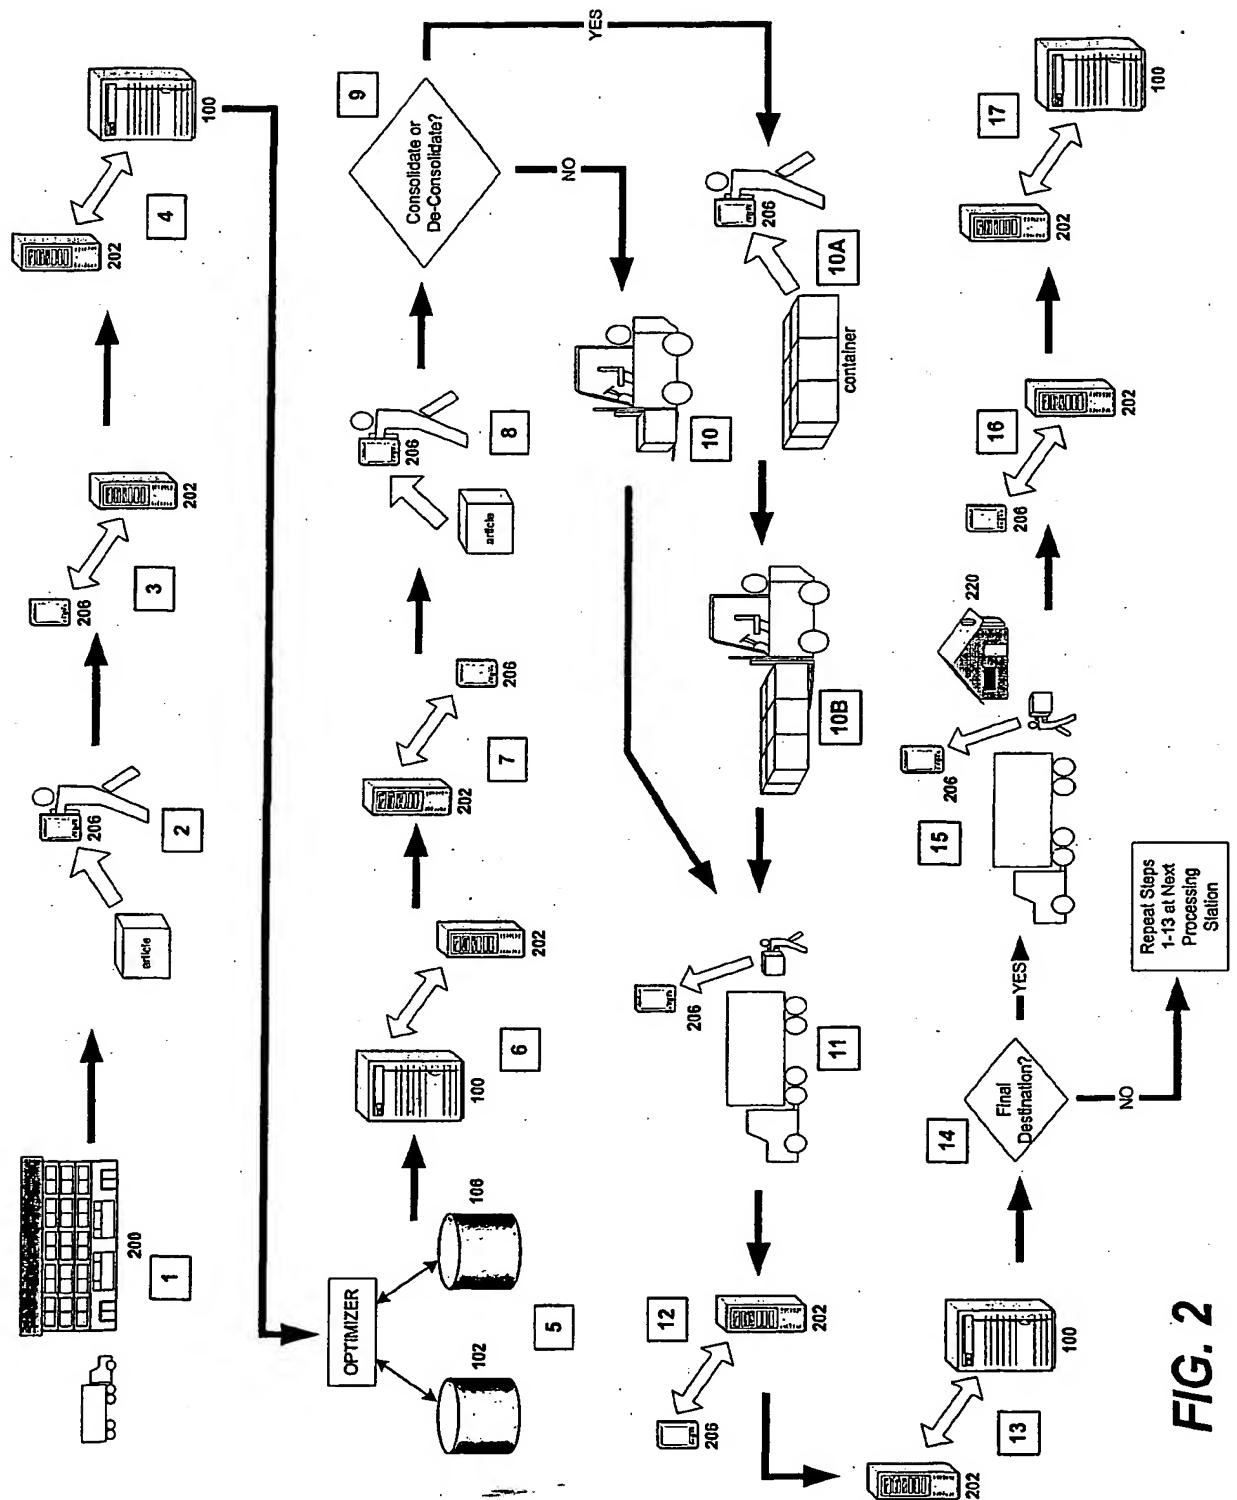 200
1
article
206
2
206
3
202
202
4
100
OPTIMIZER
102
106
5
100
6
202
202
7
206
article
206
8
9
Consolidate or
De-Consolidate?
NO
YES
10
206
10A
container
10B
206
11
206
12
202
202
13
100
14
Final
Destination?
YES
NO
Repeat Steps
1-13 at Next
Processing
Station
15
206
220
206
16
202
202
17
100
FIG. 2